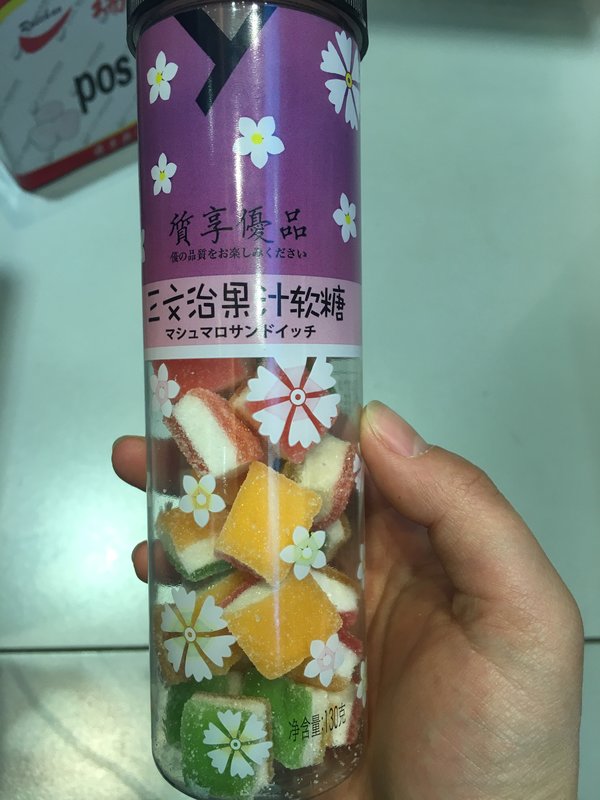 pos
質享優品
優の品質をお楽しみください
三文治果汁软糖
マシュマロサンドイッチ
净含量:130克